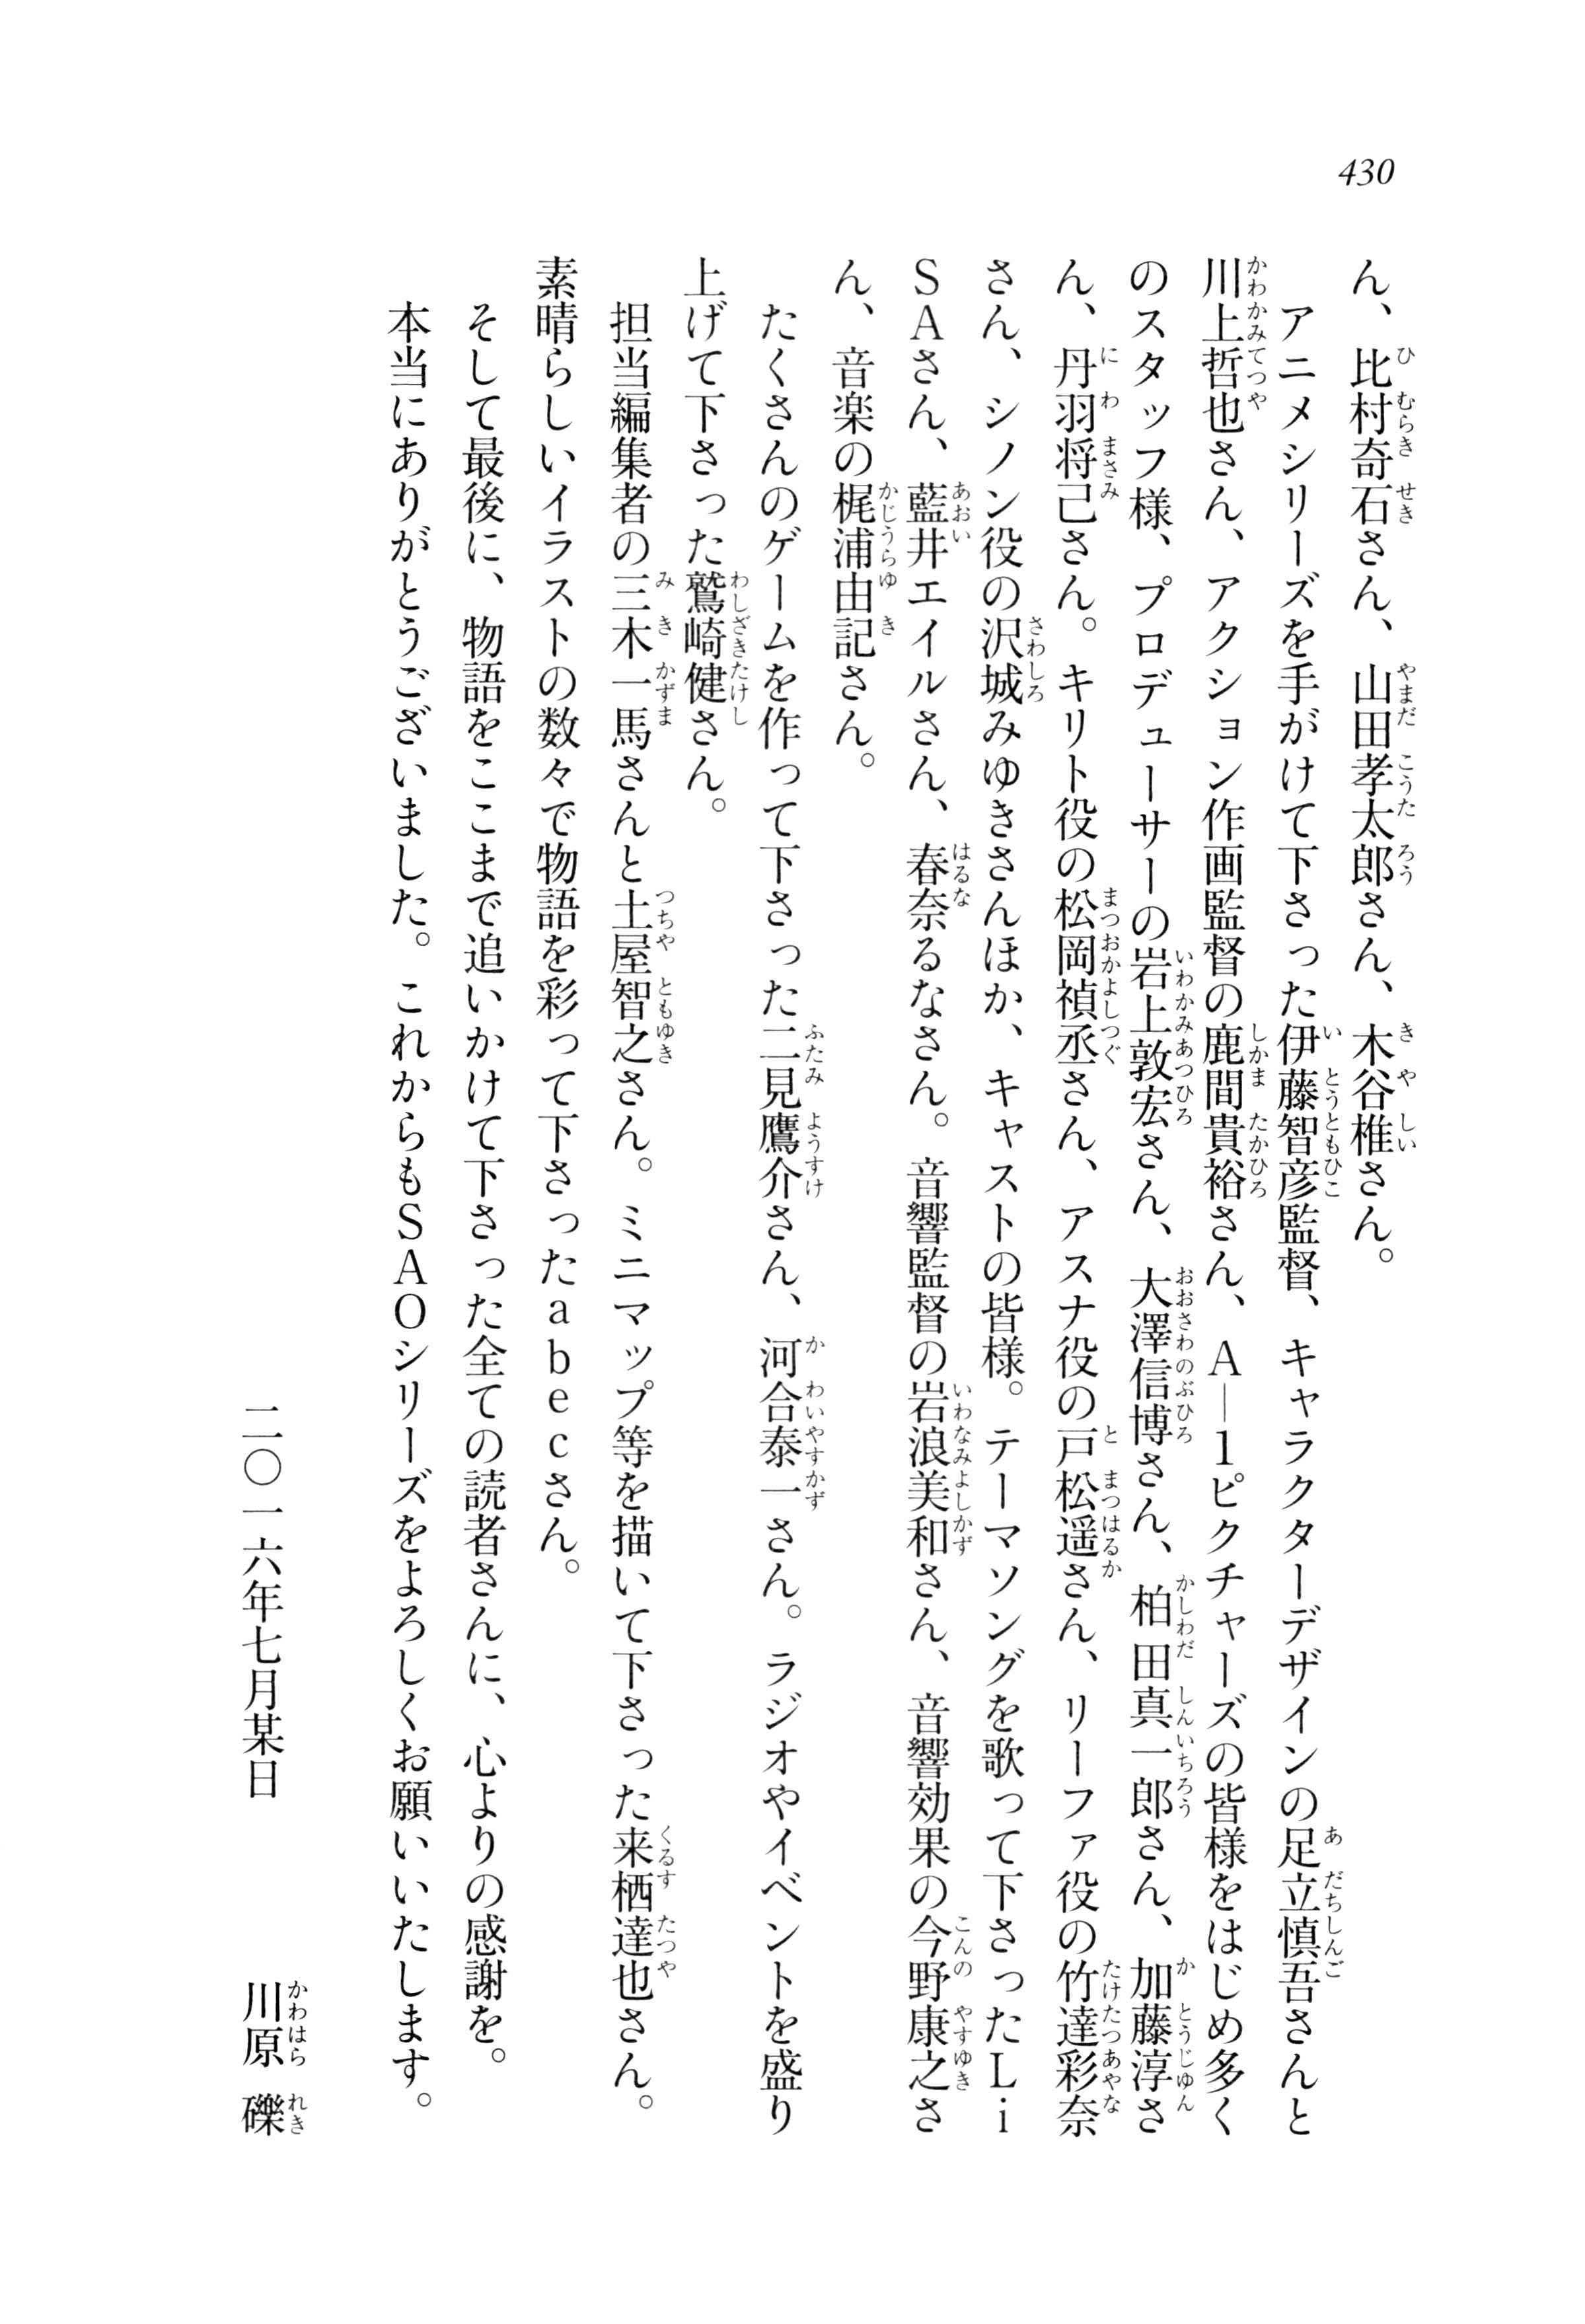 430
ん、比村奇石さん、山田孝太郎さん、木谷椎さん。
アニメシリーズを手がけて下さった伊藤智彦監督、キャラクターデザインの足立慎吾さんと
川上哲也さん、アクション作画監督の鹿間貴裕さん、A―1ピクチャーズの皆様をはじめ多く
のスタッフ様、プロデューサーの岩上敦宏さん、大澤信博さん、柏田真一郎さん、加藤淳さ
ん、丹羽将己さん。キリト役の松岡禎丞さん、アスナ役の戸松遥さん、リーファ役の竹達彩奈
さん、シノン役の沢城みゆきさんほか、キャストの皆様。テーマソングを歌って下さったLi
SAさん、藍井エイルさん、春奈るなさん。音響監督の岩浪美和さん、音響効果の今野康之さ
ん、音楽の梶浦由記さん。
たくさんのゲームを作って下さった二見鷹介さん、河合泰一さん。ラジオやイベントを盛り
上げて下さった鷲崎健さん。
担当編集者の三木一馬さんと土屋智之さん。ミニマップ等を描いて下さった来栖達也さん。
素晴らしいイラストの数々で物語を彩って下さったabecさん。
そして最後に、物語をここまで追いかけて下さった全ての読者さんに、心よりの感謝を。
本当にありがとうございました。これからもSAOシリーズをよろしくお願いいたします。
二〇一六年七月某日　川原 礫